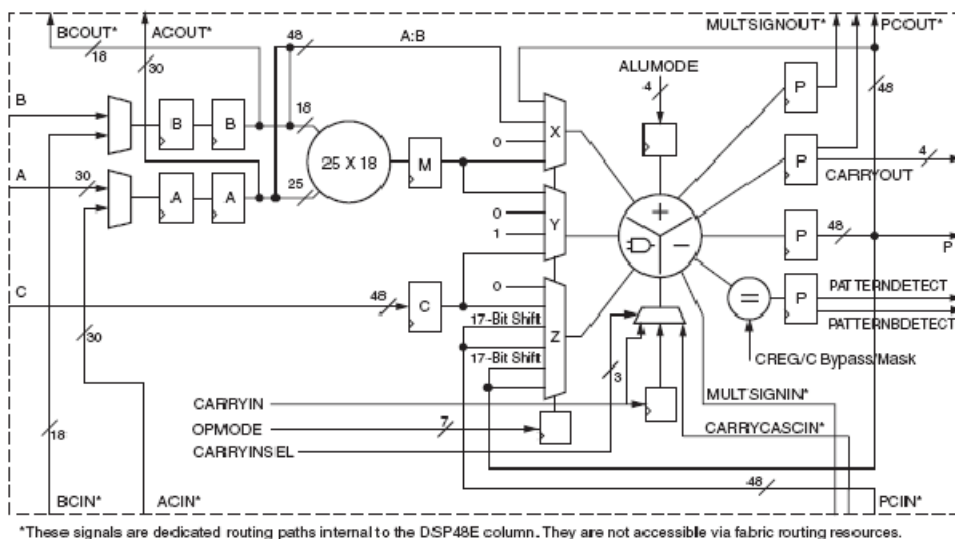 BCOUT* ACOUT* MULTSIGNOUT* PCOUT*
18 48 A:B
30 ALUMODE 48
4
B 18 P
B B X
0
25 X 18 M P 4
A 30 25 CARRYOUT
A A
0 Y + 48
1 − P P
C 0 PATTERNDETECT
48 C = P
17-Bit Shift Z PATTERNBDETECT
30 17-Bit Shift
CREG/C Bypass/Mask
3
CARRYIN MULTSIGNIN*
OPMODE 7
18 CARRYCASCIN*
CARRYINSEL
48
BCIN* ACIN* PCIN*
*These signals are dedicated routing paths internal to the DSP48E column. They are not accessible via fabric routing resources.